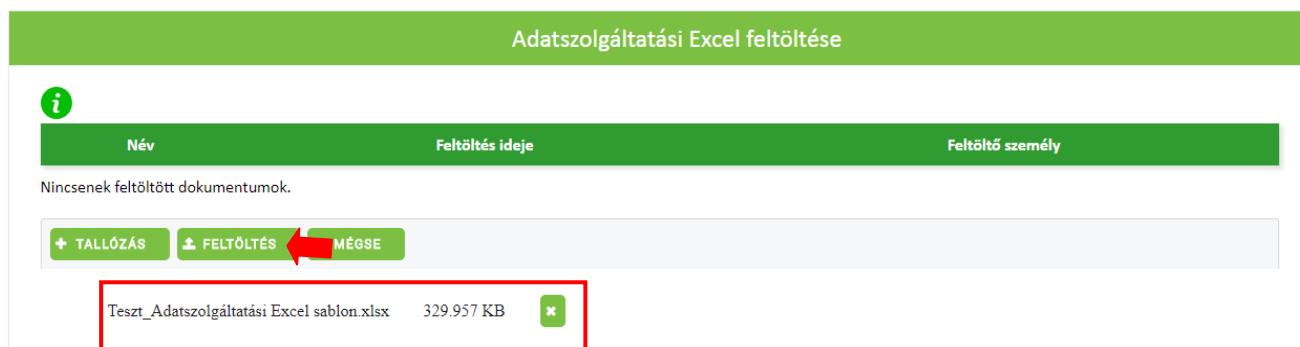 Adatszolgáltatási Excel feltöltése
i
Név Feltöltés ideje Feltöltő személy
Nincsenek feltöltött dokumentumok.
+ TALLÓZÁS FELTÖLTÉS MÉGSE
Teszt_Adatszolgáltatási Excel sablon.xlsx 329.957 KB